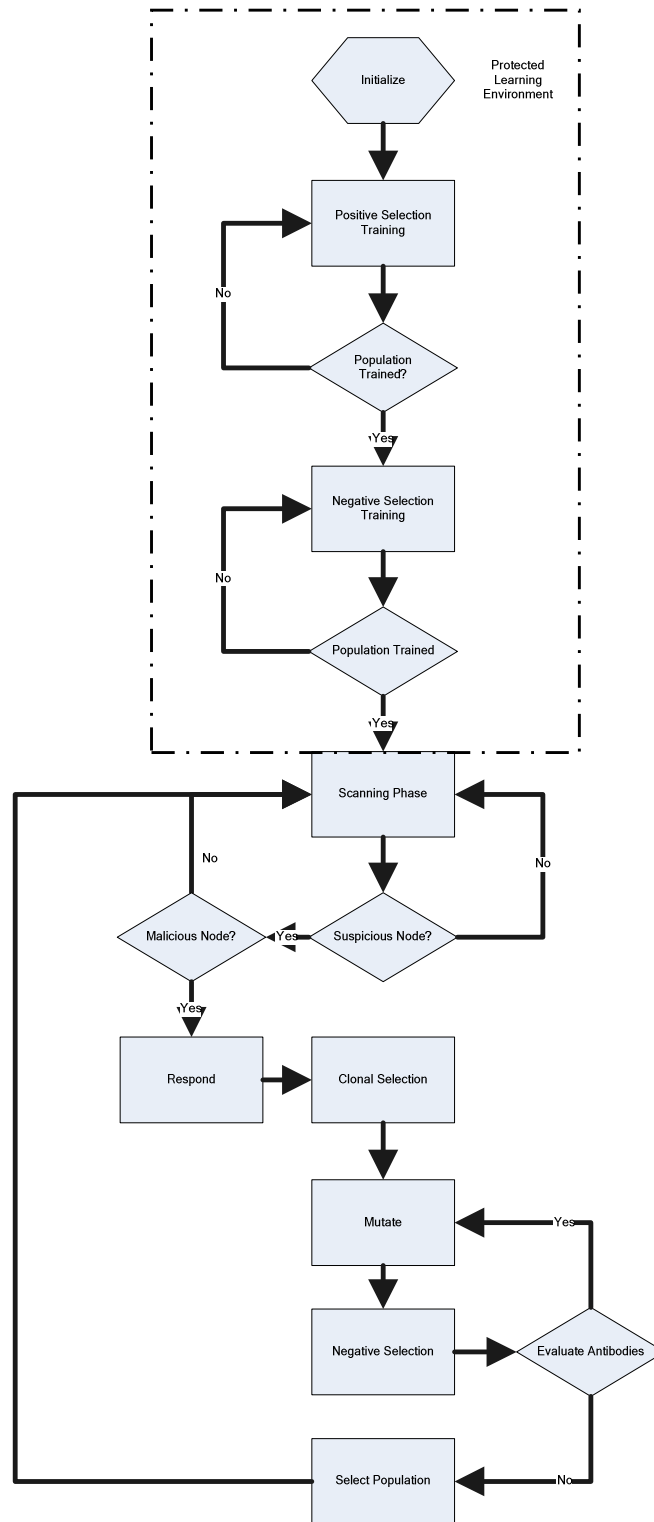 Initialize
Protected
Learning
Environment
Positive Selection
Training
No
Population
Trained?
Yes
Negative Selection
Training
No
Population Trained
Yes
Scanning Phase
No
No
Malicious Node?
Yes
Suspicious Node?
Yes
Respond
Clonal Selection
Mutate
Yes
Negative Selection
Evaluate Antibodies
Select Population
No